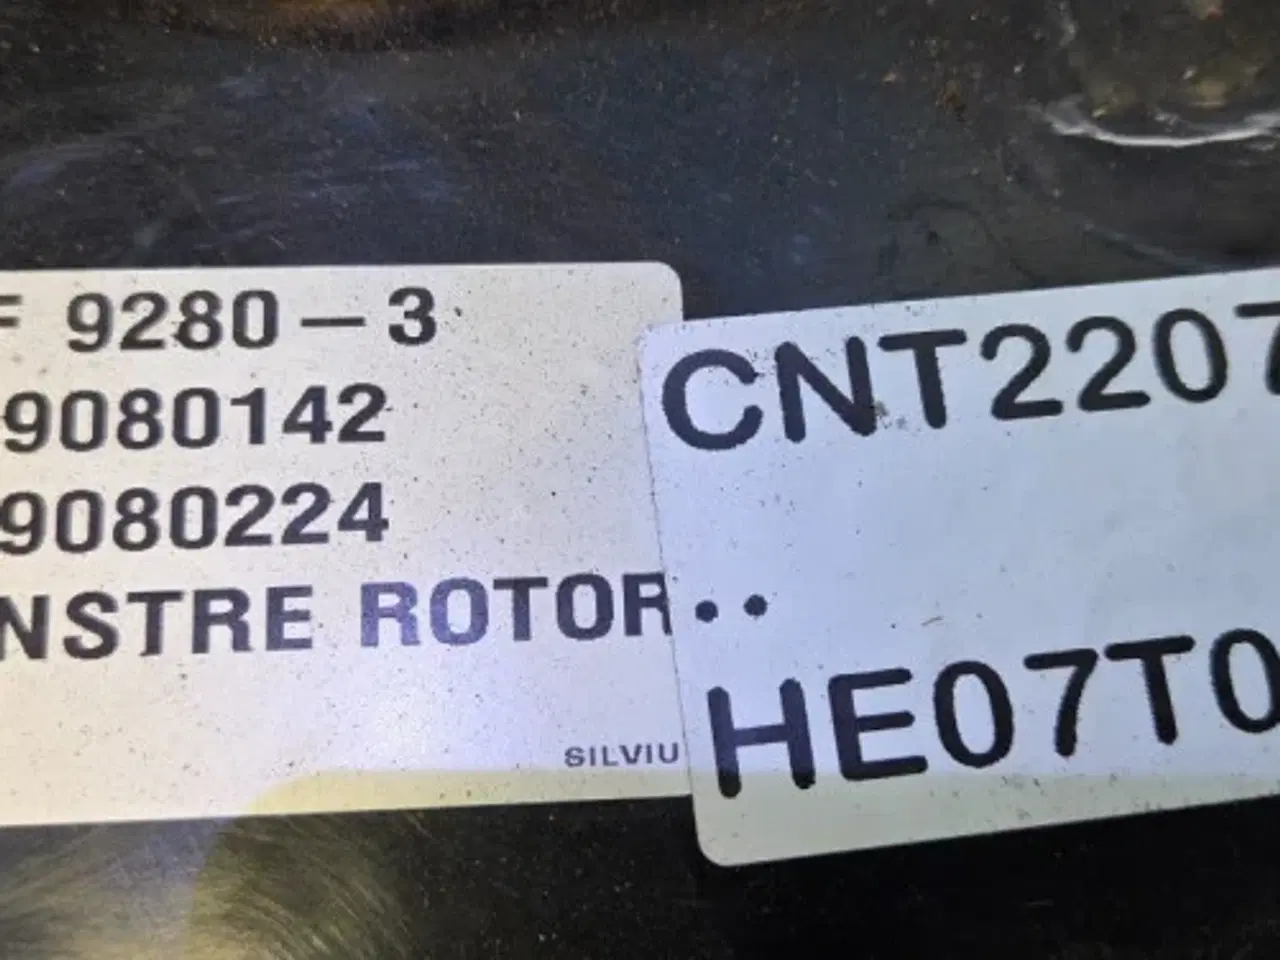 F 9280-3
9080142
9080224
NSTRE ROTOR
SILVIU
CNT2207
..
HE07T0